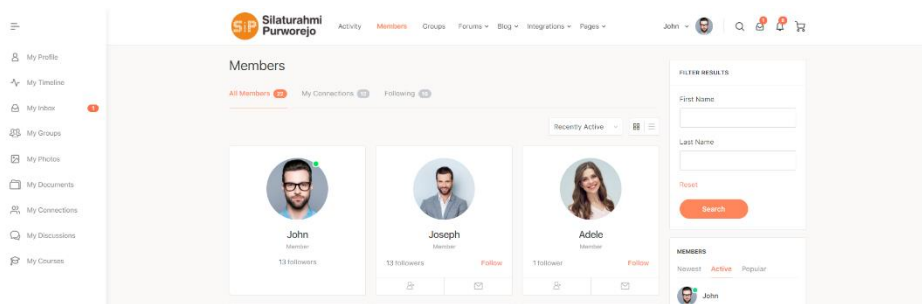 SiP Silaturahmi Purworejo
Activity Members Groups Forums Blog Integrations Pages
John
My Profile
My Timeline
My Inbox
My Groups
My Photos
My Documents
My Connections
My Discussions
My Courses
Members
All Members My Connections Following
Recently Active
John
Member
13 followers
Joseph
Member
13 followers Follow
Adele
Member
1 follower Follow
FILTER RESULTS
First Name
Last Name
Reset
Search
MEMBERS
Newest Active Popular
John